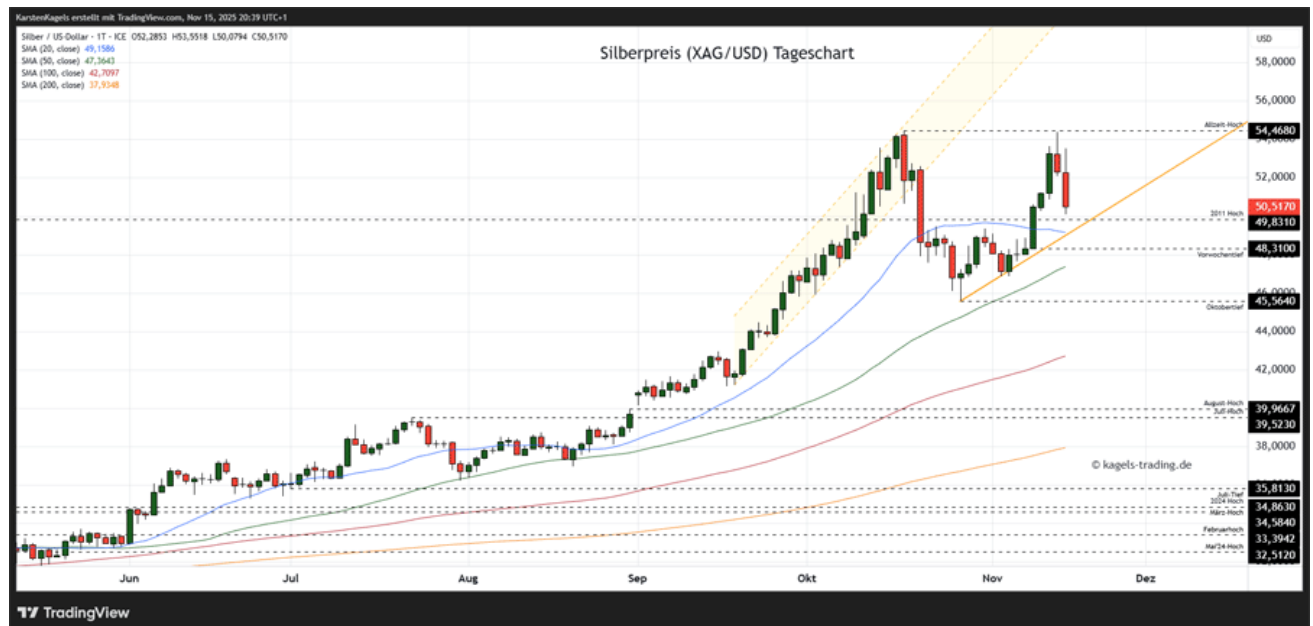 KarstenKagels erstellt mit TradingView.com, Nov 15, 2025 20:39 UTC+1
Silber / US-Dollar - 1T - ICE O52,2853 H53,5518 L50,0794 C50,5170
SMA (20, close) 49,1586
SMA (50, close) 47,3643
SMA (100, close) 42,7097
SMA (200, close) 37,9348
Silberpreis (XAG/USD) Tageschart
USD
58,0000
56,0000
Allzeit-Hoch 54,4680
52,0000
50,5170
2011 Hoch 49,8310
48,3100
Vorwochentief
46,0000
45,5640
Oktobertief
44,0000
42,0000
August-Hoch 39,9667
Juli-Hoch 39,5230
38,0000
© kagels-trading.de
35,8130
Juli-Tief
2024 Hoch 34,8630
März-Hoch 34,5840
Februarhoch 33,3942
Mai'24-Hoch 32,5120
Jun Jul Aug Sep Okt Nov Dez
TradingView